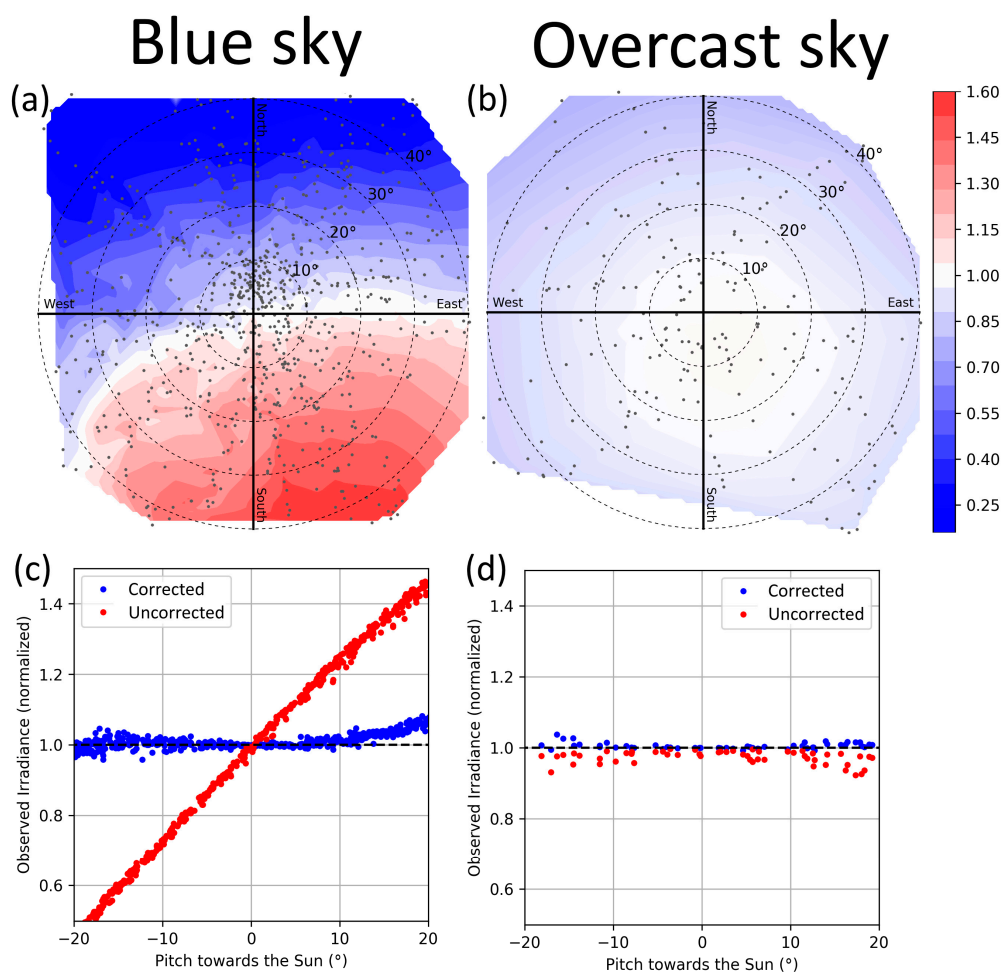 Blue sky
Overcast sky
(a)
(b)
North
40°
30°
20°
10°
West
East
South
North
40°
30°
20°
10°
West
East
South
1.60
1.45
1.30
1.15
1.00
0.85
0.70
0.55
0.40
0.25
(c)
Corrected
Uncorrected
Observed Irradiance (normalized)
1.4
1.2
1.0
0.8
0.6
−20
−10
0
10
20
Pitch towards the Sun (°)
(d)
Corrected
Uncorrected
Observed Irradiance (normalized)
1.4
1.2
1.0
0.8
0.6
−20
−10
0
10
20
Pitch towards the Sun (°)